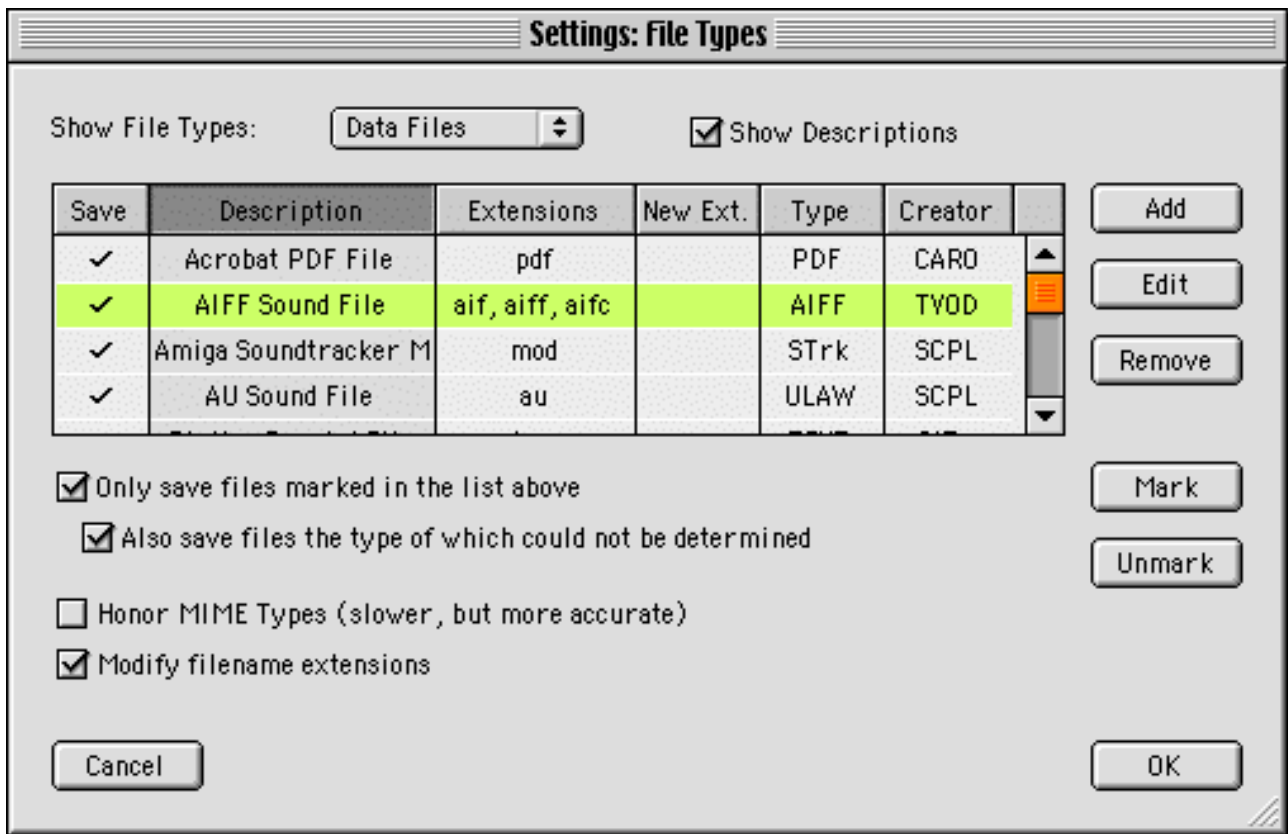 Settings: File Types
Show File Types: Data Files Show Descriptions
Save Description Extensions New Ext. Type Creator Add
Acrobat PDF File pdf PDF CARO
AIFF Sound File aif, aiff, aifc AIFF TVOD Edit
Amiga Soundtracker M mod STrk SCPL Remove
AU Sound File au ULAW SCPL
Only save files marked in the list above Mark
Also save files the type of which could not be determined
Unmark
Honor MIME Types (slower, but more accurate)
Modify filename extensions
Cancel OK